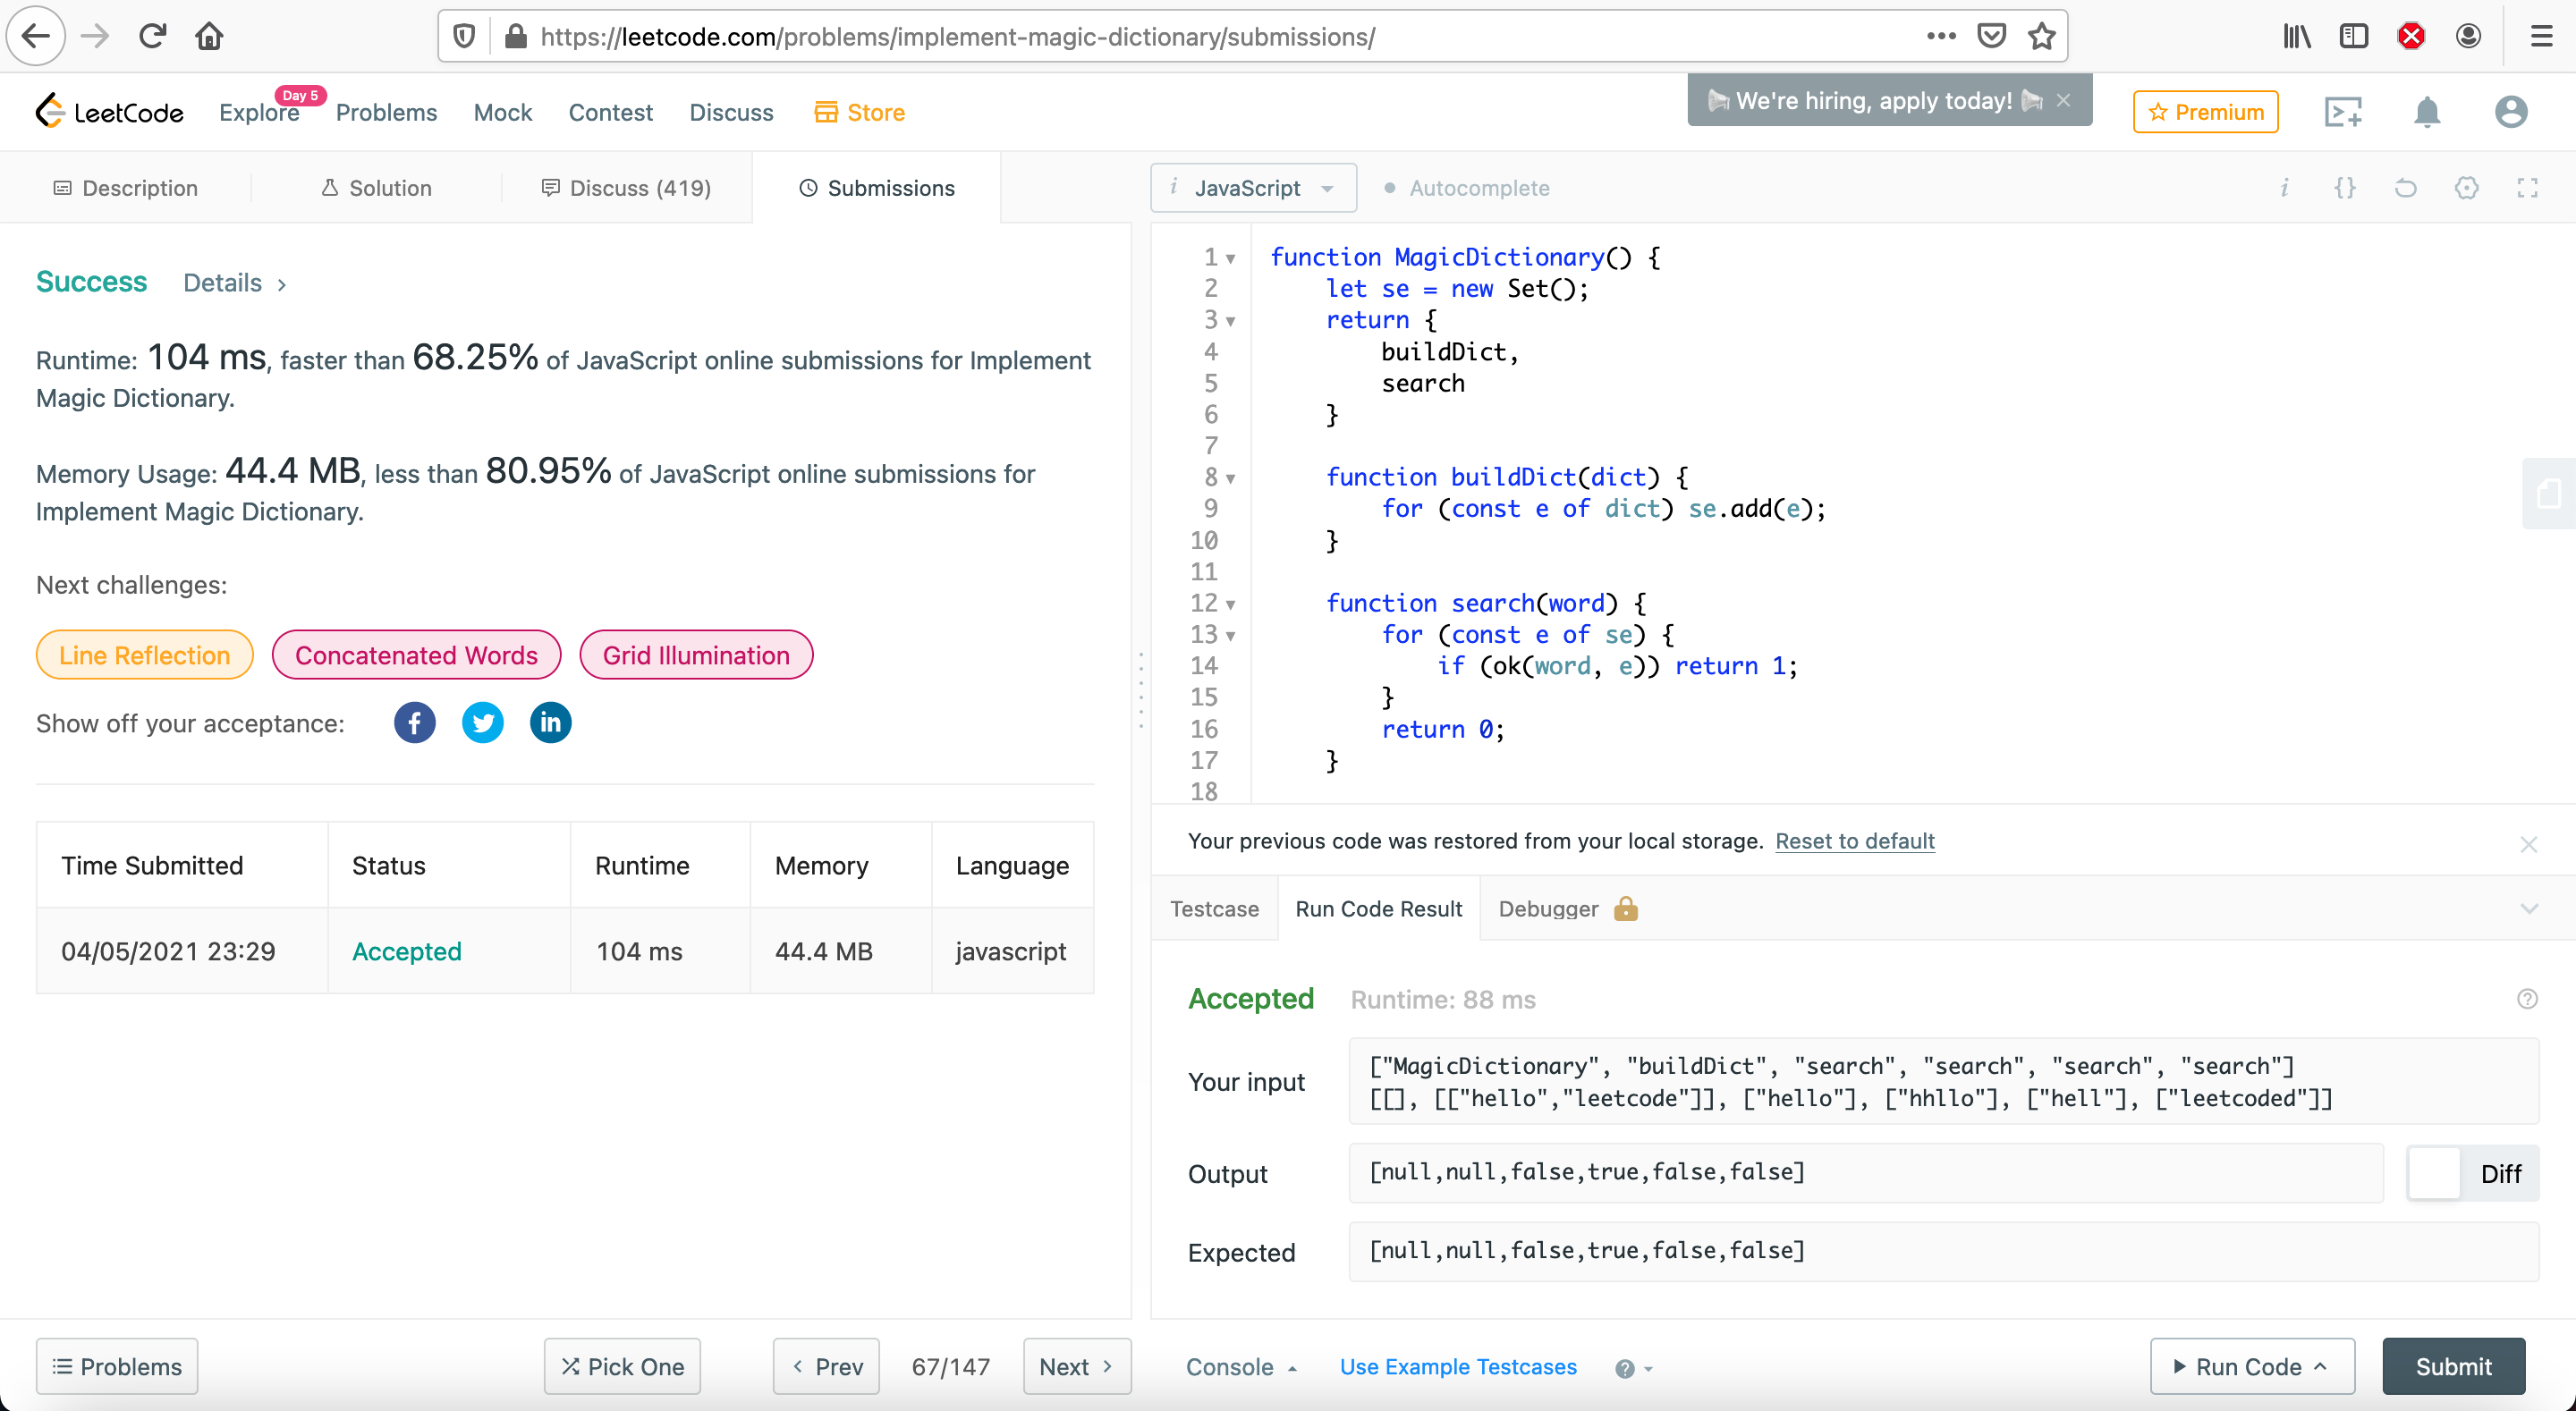 https://leetcode.com/problems/implement-magic-dictionary/submissions/
LeetCode
Explore
Day 5
Problems
Mock
Contest
Discuss
Store
We're hiring, apply today!
Premium
Description
Solution
Discuss (419)
Submissions
Success
Details
Runtime: 104 ms, faster than 68.25% of JavaScript online submissions for Implement
Magic Dictionary.
Memory Usage: 44.4 MB, less than 80.95% of JavaScript online submissions for
Implement Magic Dictionary.
Next challenges:
Line Reflection
Concatenated Words
Grid Illumination
Show off your acceptance:
Time Submitted Status Runtime Memory Language
04/05/2021 23:29 Accepted 104 ms 44.4 MB javascript
Problems
Pick One
Prev
67/147
Next
i JavaScript
Autocomplete
i {}
1 function MagicDictionary() {
2     let se = new Set();
3     return {
4         buildDict,
5         search
6     }
7
8     function buildDict(dict) {
9         for (const e of dict) se.add(e);
10     }
11
12     function search(word) {
13         for (const e of se) {
14             if (ok(word, e)) return 1;
15         }
16         return 0;
17     }
18
Your previous code was restored from your local storage. Reset to default
Testcase
Run Code Result
Debugger
Accepted
Runtime: 88 ms
Your input
["MagicDictionary", "buildDict", "search", "search", "search", "search"]
[[], [["hello","leetcode"]], ["hello"], ["hhllo"], ["hell"], ["leetcoded"]]
Output
[null,null,false,true,false,false]
Diff
Expected
[null,null,false,true,false,false]
Console
Use Example Testcases
Run Code
Submit